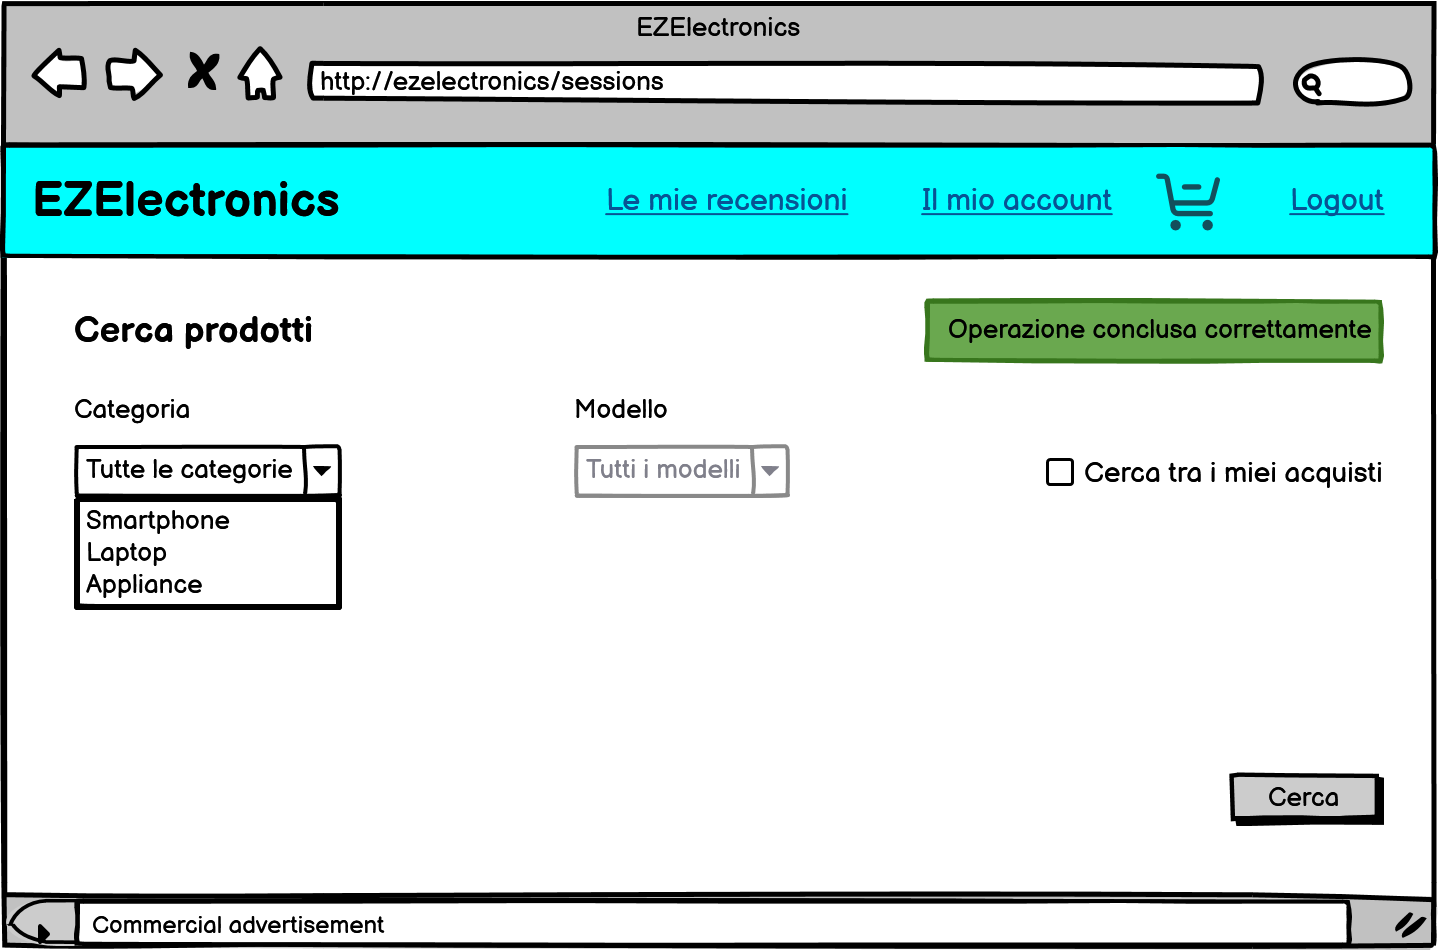 EZElectronics
http://ezelectronics/sessions
EZElectronics
Le mie recensioni
Il mio account
Logout
Cerca prodotti
Operazione conclusa correttamente
Categoria
Modello
Tutte le categorie
Tutti i modelli
Cerca tra i miei acquisti
Smartphone
Laptop
Appliance
Cerca
Commercial advertisement